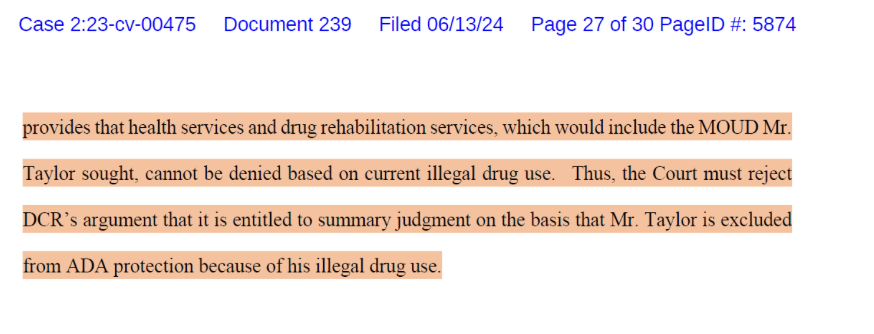 Case 2:23-cv-00475 Document 239 Filed 06/13/24 Page 27 of 30 PageID #: 5874
provides that health services and drug rehabilitation services, which would include the MOUD Mr.
Taylor sought, cannot be denied based on current illegal drug use. Thus, the Court must reject
DCR’s argument that it is entitled to summary judgment on the basis that Mr. Taylor is excluded
from ADA protection because of his illegal drug use.